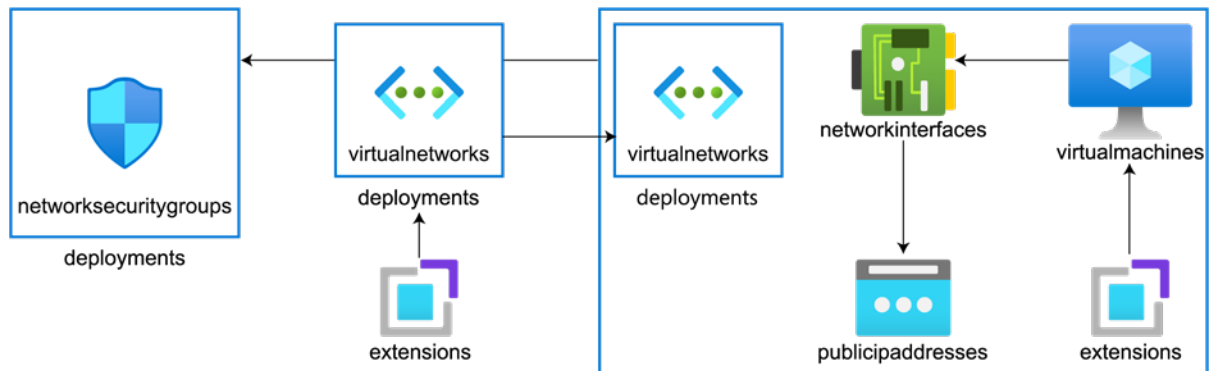 networksecuritygroups
deployments
virtualnetworks
deployments
extensions
virtualnetworks
deployments
networkinterfaces
virtualmachines
publicipaddresses
extensions